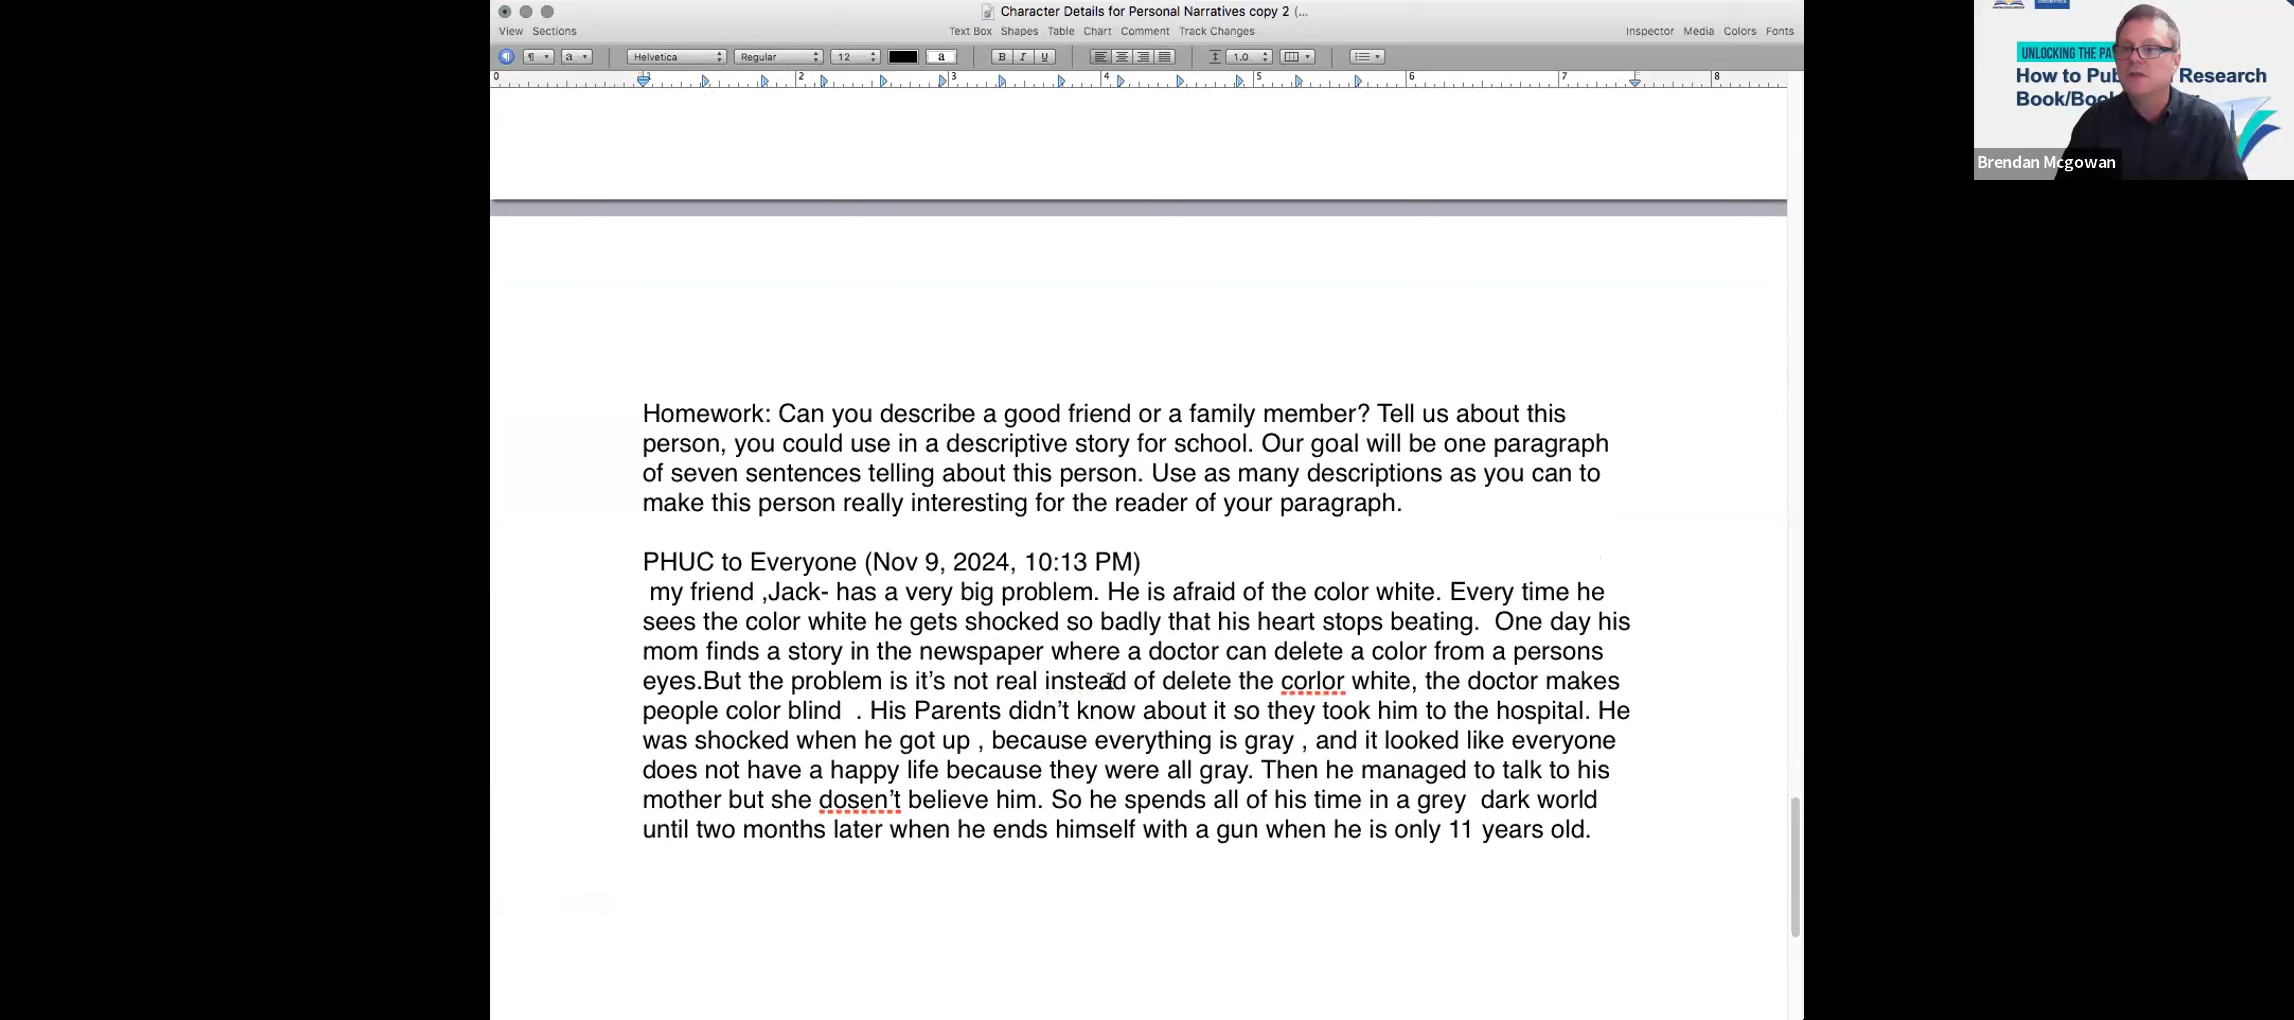 Character Details for Personal Narratives copy 2 (...
View Sections Text Box Shapes Table Chart Comment Track Changes Inspector Media Colors Fonts
Helvetica Regular 12 a B I U 1.0
0 1 2 3 4 5 6 7 8
Homework: Can you describe a good friend or a family member? Tell us about this
person, you could use in a descriptive story for school. Our goal will be one paragraph
of seven sentences telling about this person. Use as many descriptions as you can to
make this person really interesting for the reader of your paragraph.
PHUC to Everyone (Nov 9, 2024, 10:13 PM)
my friend ,Jack- has a very big problem. He is afraid of the color white. Every time he
sees the color white he gets shocked so badly that his heart stops beating.  One day his
mom finds a story in the newspaper where a doctor can delete a color from a persons
eyes.But the problem is it’s not real instead of delete the corlor white, the doctor makes
people color blind  . His Parents didn’t know about it so they took him to the hospital. He
was shocked when he got up , because everything is gray , and it looked like everyone
does not have a happy life because they were all gray. Then he managed to talk to his
mother but she dosen’t believe him. So he spends all of his time in a grey  dark world
until two months later when he ends himself with a gun when he is only 11 years old.
UNLOCKING THE
How to Research
Brendan Mcgowan